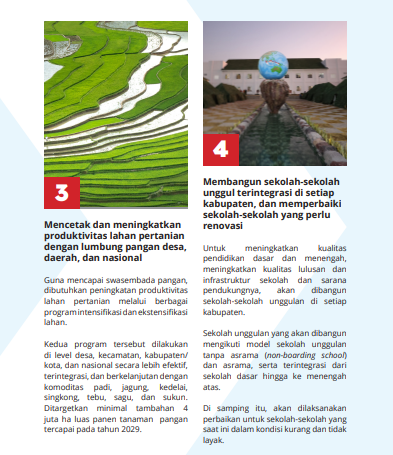 3
Mencetak dan meningkatkan
produktivitas lahan pertanian
dengan lumbung pangan desa,
daerah, dan nasional
Guna mencapai swasembada pangan,
dibutuhkan peningkatan produktivitas
lahan pertanian melalui berbagai
program intensifikasi dan ekstensifikasi
lahan.
Kedua program tersebut dilakukan
di level desa, kecamatan, kabupaten/
kota, dan nasional secara lebih efektif,
terintegrasi, dan berkelanjutan dengan
komoditas padi, jagung, kedelai,
singkong, tebu, sagu, dan sukun.
Ditargetkan minimal tambahan 4
juta ha luas panen tanaman pangan
tercapai pada tahun 2029.
4
Membangun sekolah-sekolah
unggul terintegrasi di setiap
kabupaten, dan memperbaiki
sekolah-sekolah yang perlu
renovasi
Untuk meningkatkan kualitas
pendidikan dasar dan menengah,
meningkatkan kualitas lulusan dan
infrastruktur sekolah dan sarana
pendukungnya, akan dibangun
sekolah-sekolah unggulan di setiap
kabupaten.
Sekolah unggulan yang akan dibangun
mengikuti model sekolah unggulan
tanpa asrama (non-boarding school)
dan asrama, serta terintegrasi dari
sekolah dasar hingga ke menengah
atas.
Di samping itu, akan dilaksanakan
perbaikan untuk sekolah-sekolah yang
saat ini dalam kondisi kurang dan tidak
layak.